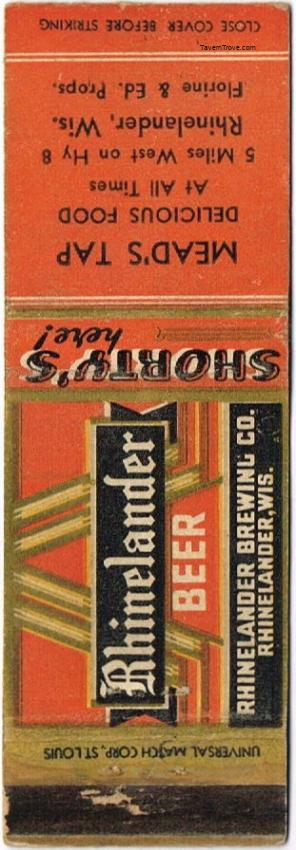 CLOSE COVER BEFORE STRIKING
TavernTrove.com
Florine & Ed. Props.
Rhinelander, Wis.
5 Miles West on Hy 8
At All Times
DELICIOUS FOOD
MEAD'S TAP
SHORTY'S
here!
Rhinelander
BEER
RHINELANDER BREWING CO.
RHINELANDER, WIS.
UNIVERSAL MATCH CORP., ST. LOUIS